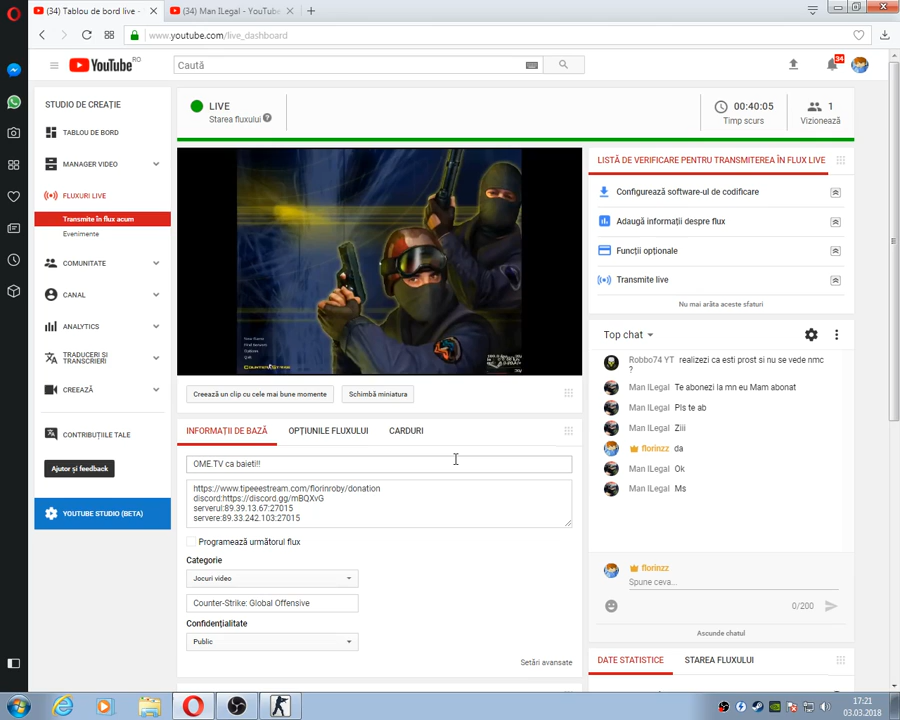 (34) Tablou de bord live -
(34) Man ILegal - YouTube
www.youtube.com/live_dashboard
YouTube RO
Caută
34
STUDIO DE CREAȚIE
TABLOU DE BORD
MANAGER VIDEO
FLUXURI LIVE
Transmite în flux acum
Evenimente
COMUNITATE
CANAL
ANALYTICS
TRADUCERI ȘI
TRANSCRIERI
CREEAZĂ
CONTRIBUȚIILE TALE
Ajutor și feedback
YOUTUBE STUDIO (BETA)
LIVE
Starea fluxului ?
00:40:05
Timp scurs
1
Vizionează
COUNTER-STRIKE
Creează un clip cu cele mai bune momente
Schimbă miniatura
INFORMAȚII DE BAZĂ
OPȚIUNILE FLUXULUI
CARDURI
OME.TV ca baieti!!
https://www.tipeeestream.com/florinroby/donation
discord:https://discord.gg/mBQXvG
serverul:89.39.13.67:27015
servere:89.33.242.103:27015
Programează următorul flux
Categorie
Jocuri video
Counter-Strike: Global Offensive
Confidențialitate
Public
Setări avansate
LISTĂ DE VERIFICARE PENTRU TRANSMITEREA ÎN FLUX LIVE
Configurează software-ul de codificare
Adaugă informații despre flux
Funcții opționale
Transmite live
Nu mai arăta aceste sfaturi
Top chat
Robbo74 YT realizezi ca esti prost si nu se vede nmc
?
Man ILegal Te abonezi la mn eu Mam abonat
Man ILegal Pls te ab
Man ILegal Ziii
florinzz da
Man ILegal Ok
Man ILegal Ms
florinzz
Spune ceva...
0/200
Ascunde chatul
DATE STATISTICE
STAREA FLUXULUI
17:21
03.03.2018